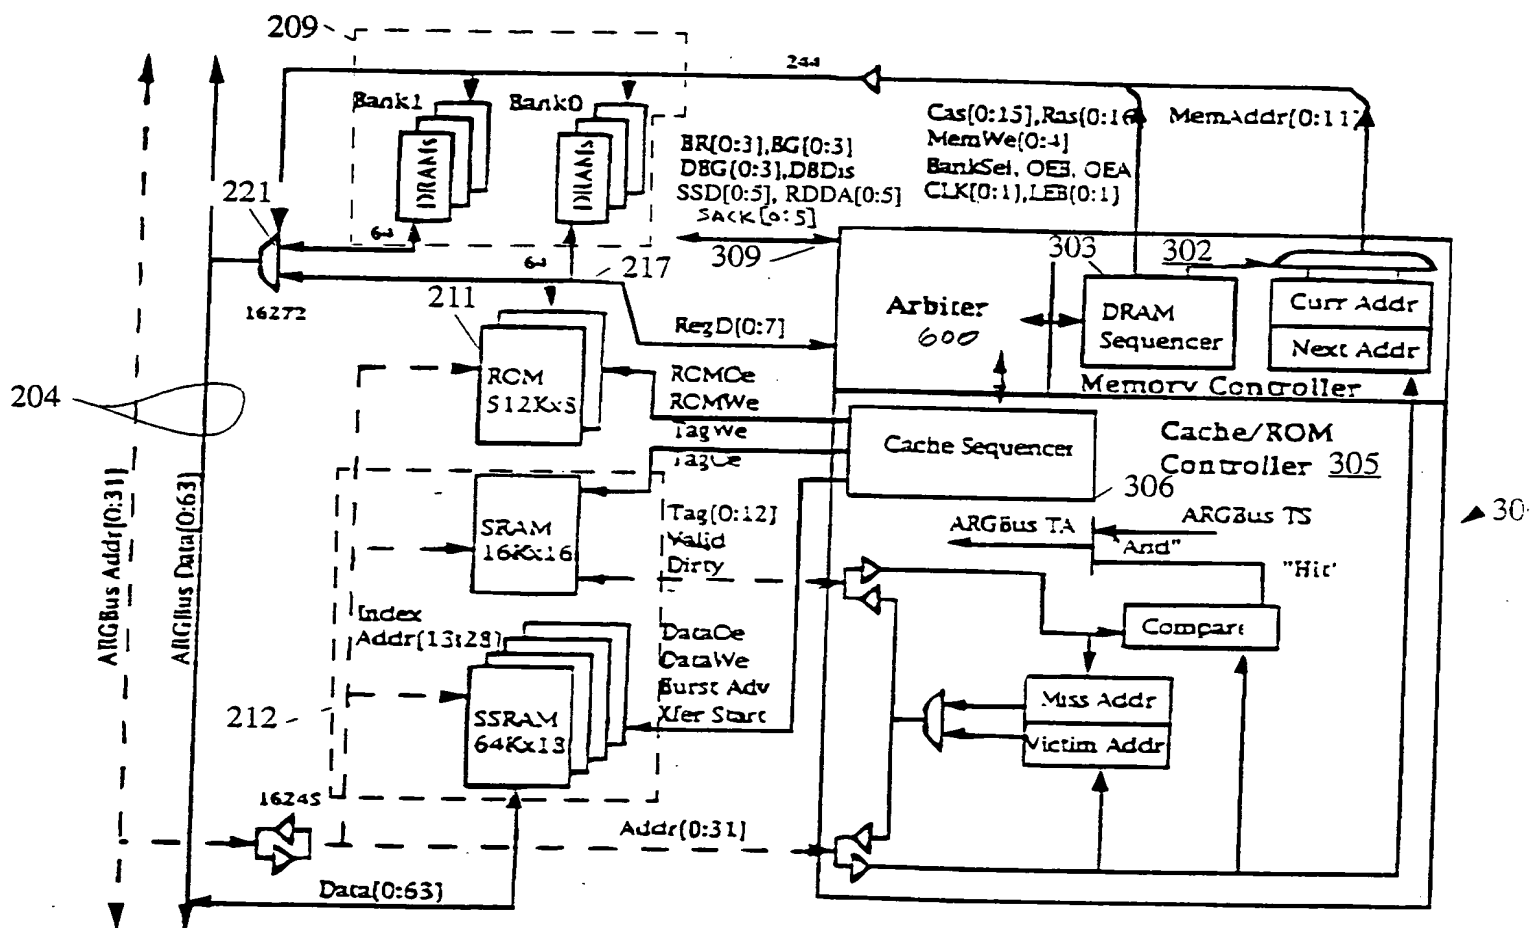 209
244
Bank1
Bank0
DRAMs
DRAMs
Cas[0:15],Ras[0:16
MemAddr[0:11]
MemWe[0:4]
BankSel, OEB, OEA
CLK[0:1],LEB[0:1]
BR[0:3],BG[0:3]
DBG[0:3],DBDis
SSD[0:5], RDDA[0:5]
SACK[0:5]
221
64
64
217
309
303
302
16272
211
Arbiter
600
DRAM
Sequencer
Curr Addr
Next Addr
RegD[0:7]
Memory Controller
204
ROM
512Kx8
ROMCe
ROMWe
TagWe
TagCe
Cache Sequencer
Cache/ROM
Controller 305
306
30
ARGBus Addr[0:31]
ARGBus Data[0:63]
SRAM
16Kx16
Tag[0:12]
Valid
Dirty
ARGBus TA
ARGBus TS
"And"
"Hit"
Index
Addr[13:28]
Compare
DataCe
DataWe
Burst Adv
Xfer Start
212
SSRAM
64Kx18
Miss Addr
Victim Addr
16245
Addr[0:31]
Data[0:63]